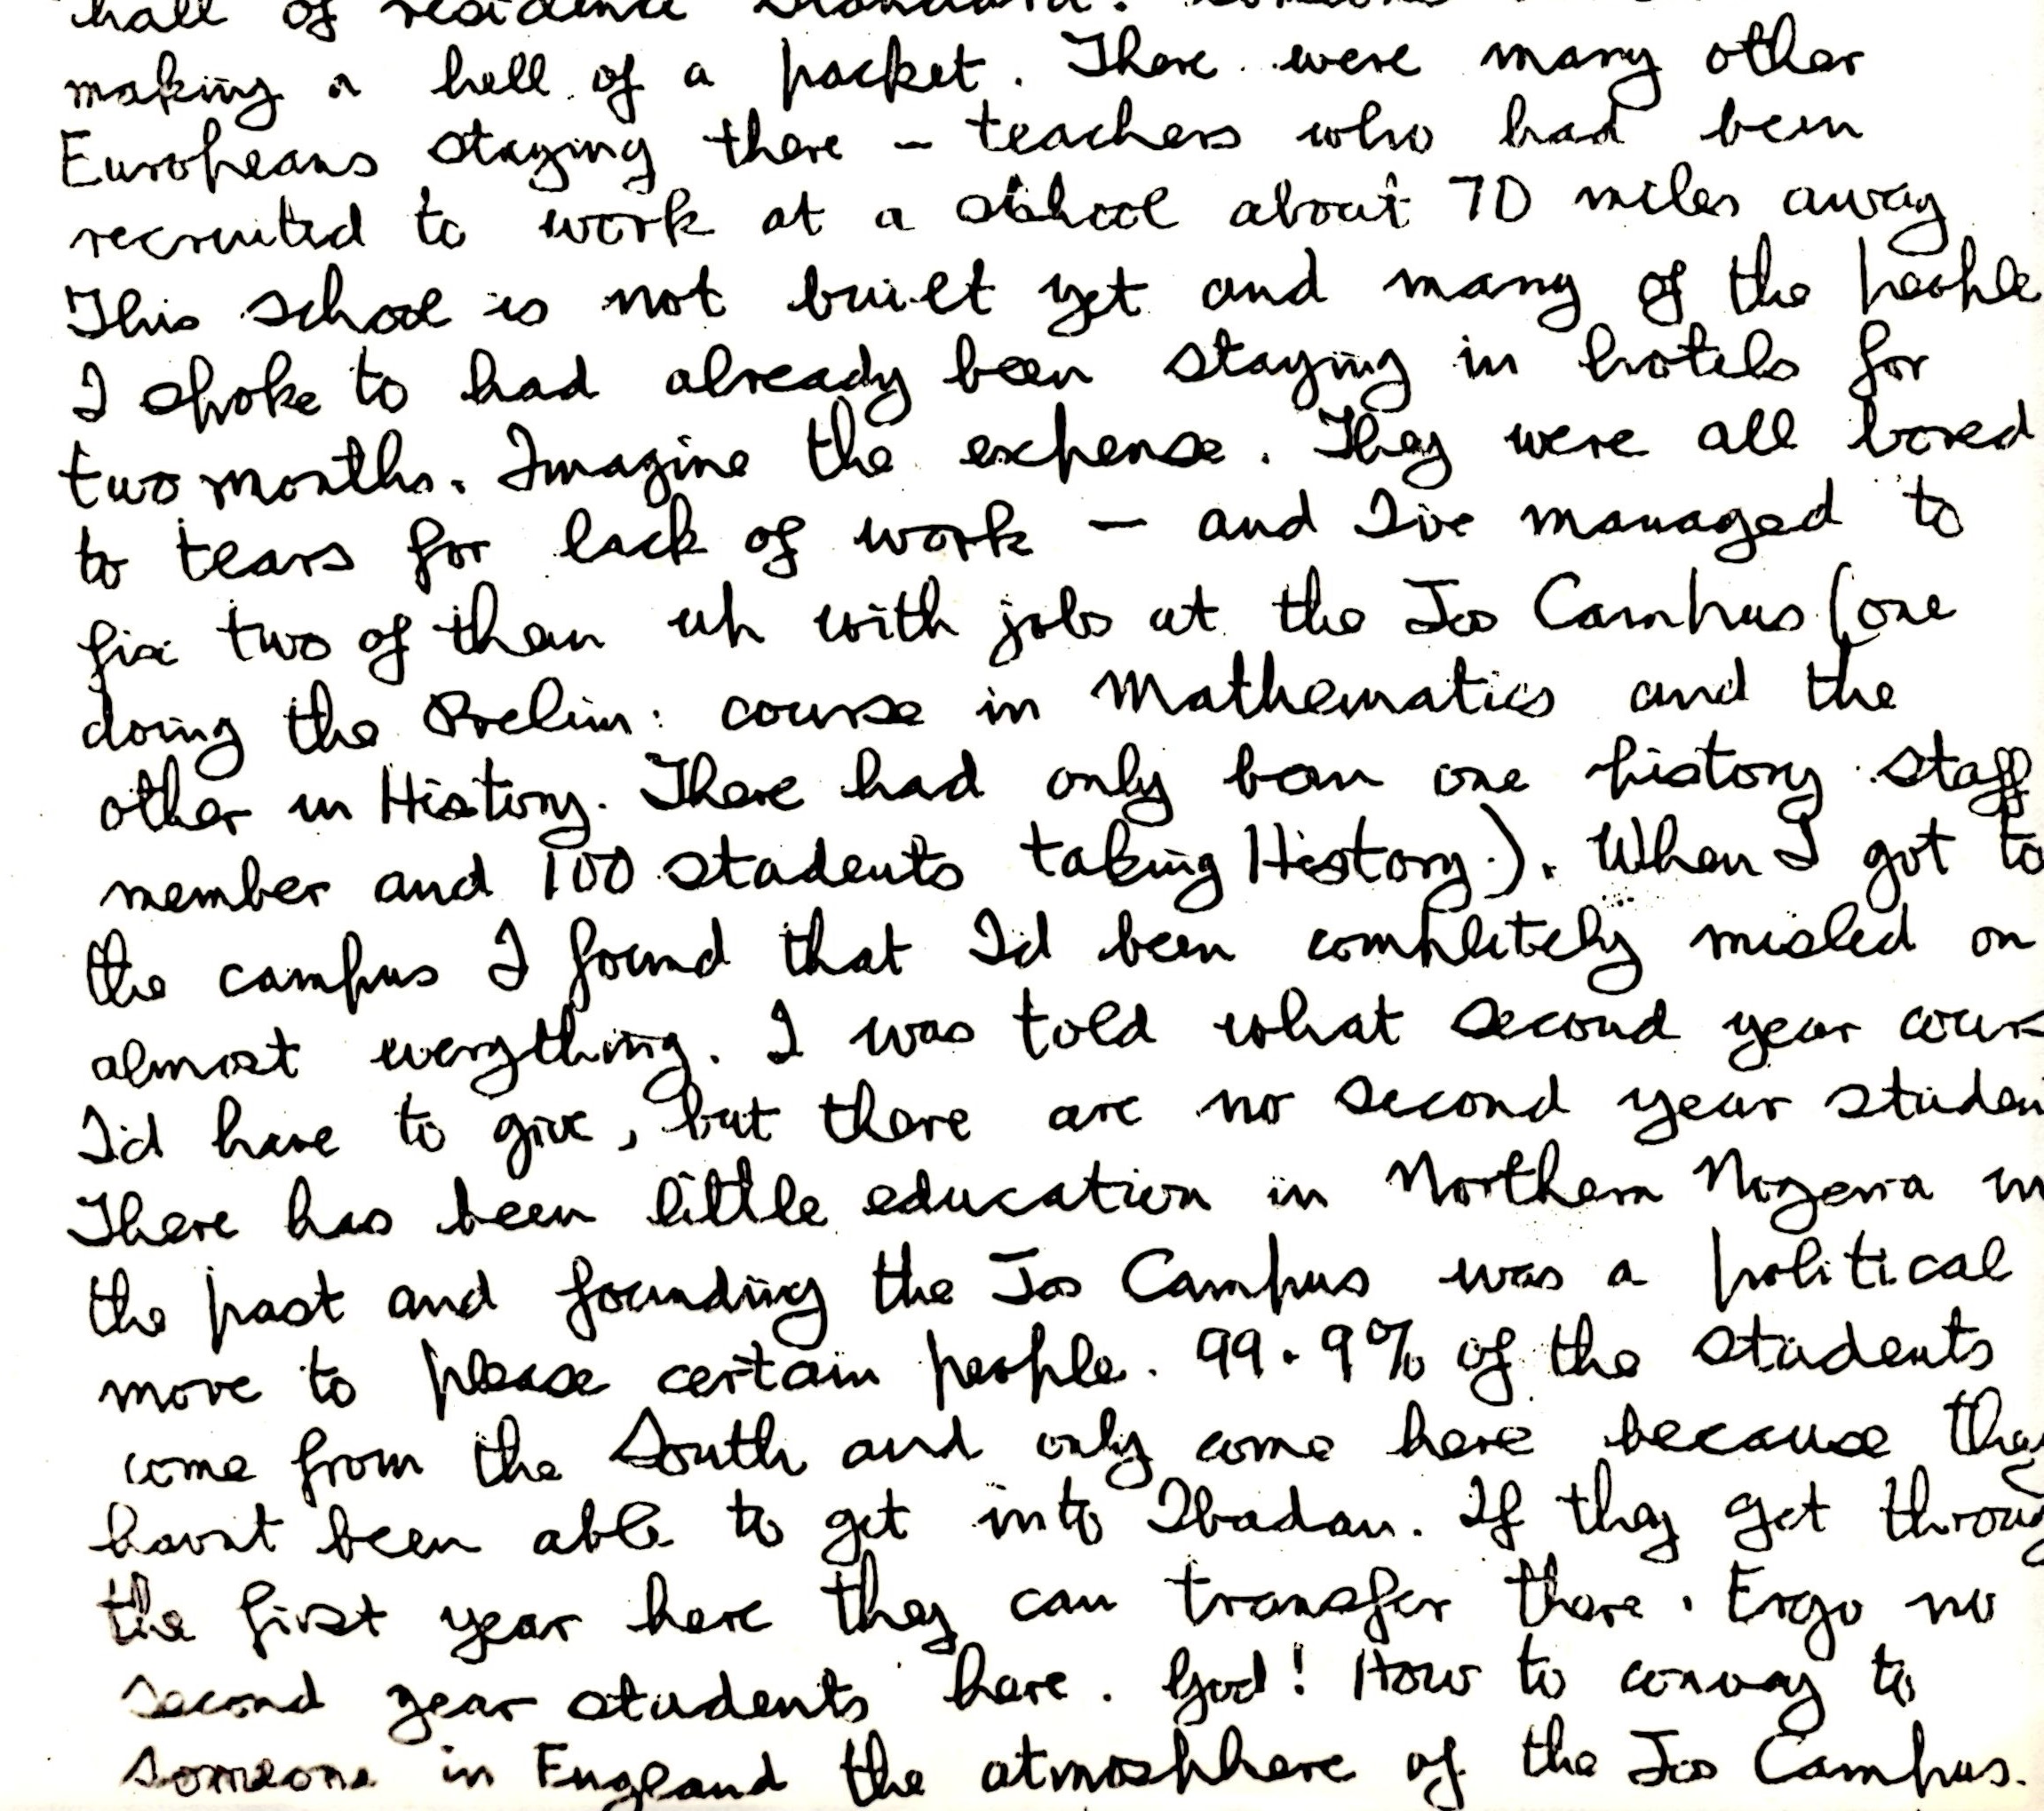 hall of residence standard.
making a hell of a packet. There were many other
Europeans staying there – teachers who had been
recruited to work at a school about 70 miles away
This school is not built yet and many of the people
I spoke to had already been staying in hotels for
two months. Imagine the expense. They were all bored
to tears for lack of work – and I've managed to
fix two of them up with jobs at the Jos Campus (one
doing the Prelim: course in Mathematics and the
other in History. There had only been one history staff
member and 100 students taking History.). When I got to
the campus I found that I'd been completely misled on
almost everything. I was told what second year cours
I'd have to give, but there are no second year studen
There has been little education in Northern Nigeria in
the past and founding the Jos Campus was a political
move to please certain people. 99.9% of the students
come from the South and only come here because they
havn't been able to get into Ibadan. If they get throug
the first year here they can transfer there. Ergo no
second year students here. God! How to convey to
someone in England the atmosphere of the Jos Campus.